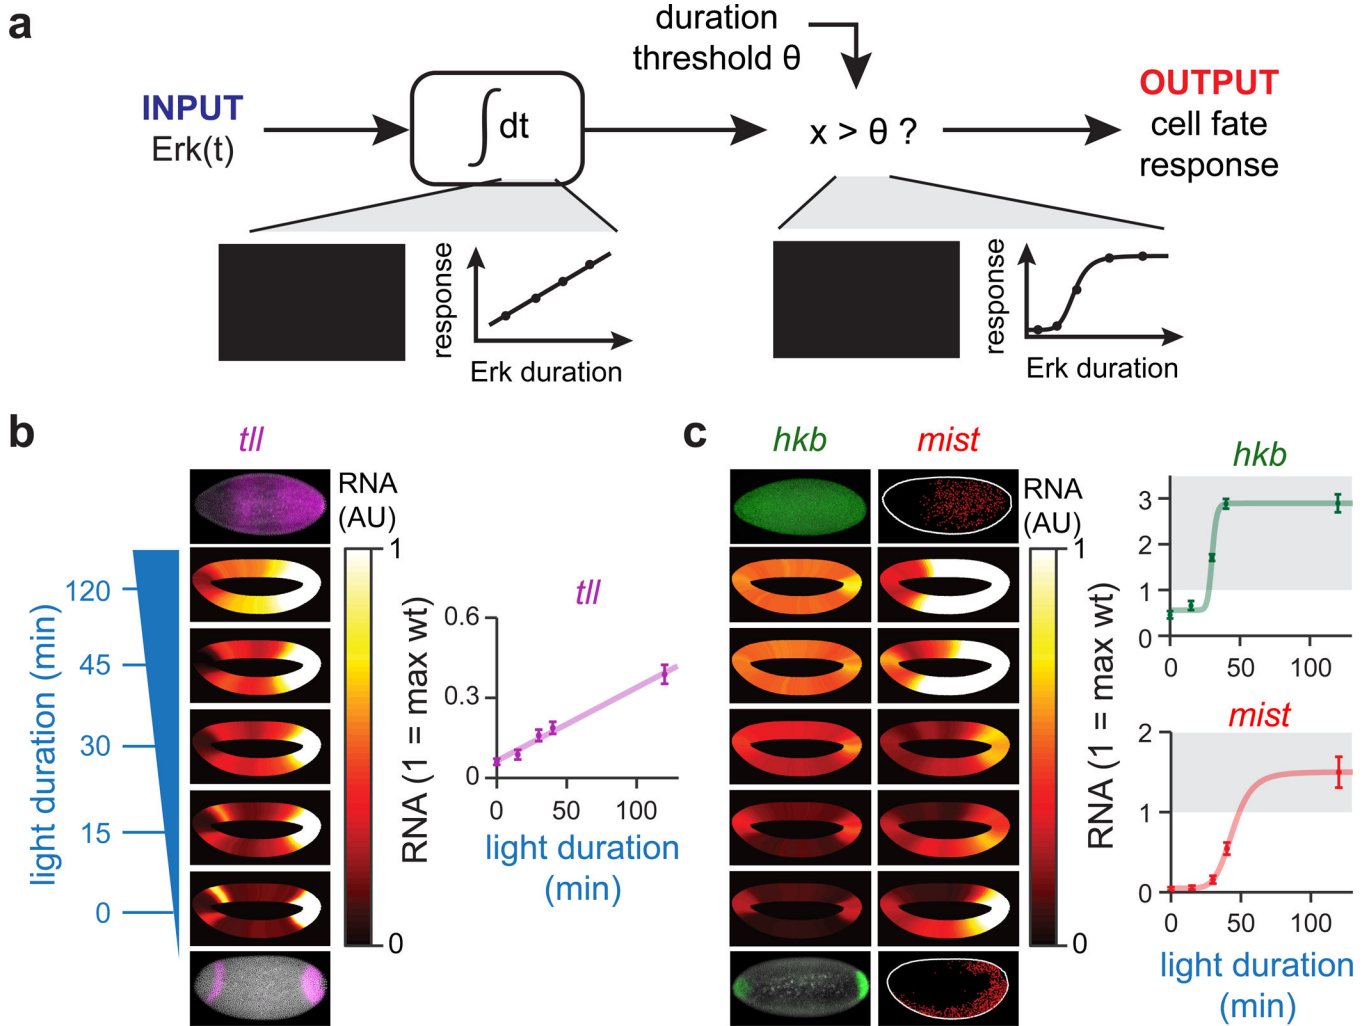 a
duration
threshold θ
INPUT
Erk(t)
∫ dt
x > θ ?
OUTPUT
cell fate
response
response
Erk duration
response
Erk duration
b
tll
RNA
(AU)
light duration (min)
120
45
30
15
0
1
0
RNA (1 = max wt)
tll
0.6
0.3
0
0
50
100
light duration
(min)
c
hkb
mist
RNA
(AU)
1
0
RNA (1 = max wt)
hkb
3
2
1
0
0
50
100
mist
2
1
0
0
50
100
light duration
(min)